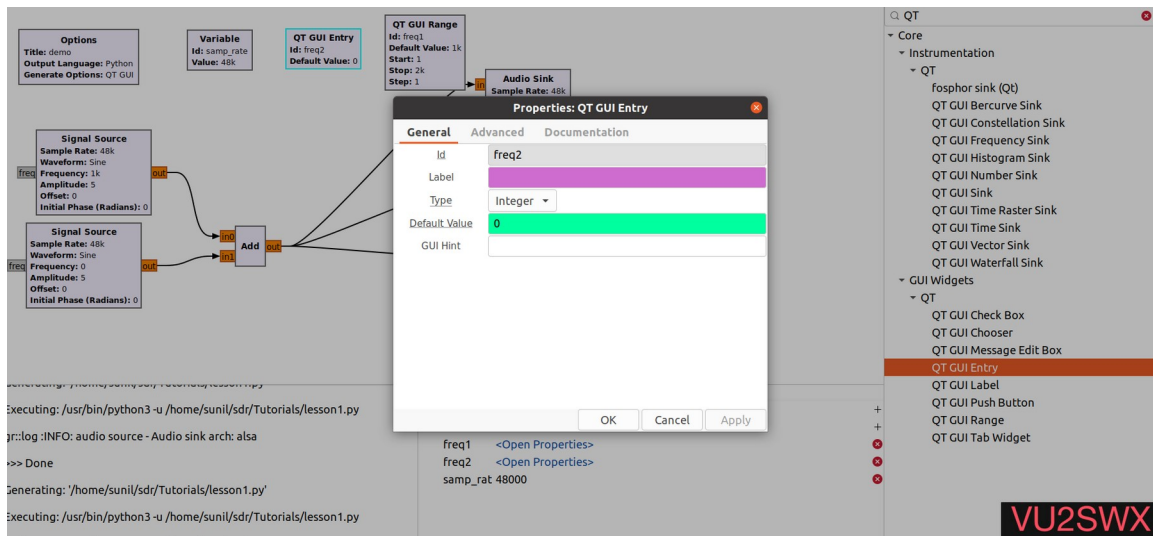 Options
Title: demo
Output Language: Python
Generate Options: QT GUI
Variable
Id: samp_rate
Value: 48k
QT GUI Entry
Id: freq2
Default Value: 0
QT GUI Range
Id: freq1
Default Value: 1k
Start: 1
Stop: 2k
Step: 1
in
Audio Sink
Sample Rate: 48k
Signal Source
Sample Rate: 48k
Waveform: Sine
Frequency: 1k
Amplitude: 5
Offset: 0
Initial Phase (Radians): 0
freq
out
Signal Source
Sample Rate: 48k
Waveform: Sine
Frequency: 0
Amplitude: 5
Offset: 0
Initial Phase (Radians): 0
freq
out
in0
in1
Add
out
Properties: QT GUI Entry
General Advanced Documentation
Id freq2
Label
Type Integer
Default Value 0
GUI Hint
OK Cancel Apply
Executing: /usr/bin/python3 -u /home/sunil/sdr/Tutorials/lesson1.py
gr::log :INFO: audio source - Audio sink arch: alsa
>>> Done
Generating: '/home/sunil/sdr/Tutorials/lesson1.py'
Executing: /usr/bin/python3 -u /home/sunil/sdr/Tutorials/lesson1.py
freq1 <Open Properties>
freq2 <Open Properties>
samp_rat 48000
QT
Core
Instrumentation
QT
fosphor sink (Qt)
QT GUI Bercurve Sink
QT GUI Constellation Sink
QT GUI Frequency Sink
QT GUI Histogram Sink
QT GUI Number Sink
QT GUI Sink
QT GUI Time Raster Sink
QT GUI Time Sink
QT GUI Vector Sink
QT GUI Waterfall Sink
GUI Widgets
QT
QT GUI Check Box
QT GUI Chooser
QT GUI Message Edit Box
QT GUI Entry
QT GUI Label
QT GUI Push Button
QT GUI Range
QT GUI Tab Widget
VU2SWX